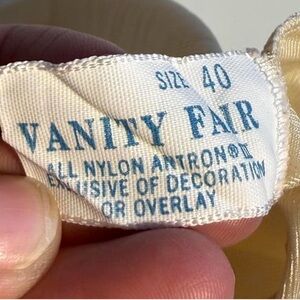 SIZE 40
VANITY FAIR
ALL NYLON ANTRON® III
EXCLUSIVE OF DECORATION
OR OVERLAY